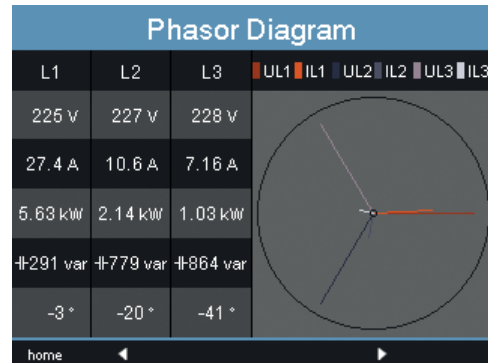 Phasor Diagram
L1 L2 L3 UL1 IL1 UL2 IL2 UL3 IL3
225 V 227 V 228 V
27.4 A 10.6 A 7.16 A
5.63 kW 2.14 kW 1.03 kW
⊣⊢291 var ⊣⊢779 var ⊣⊢864 var
-3 ° -20 ° -41 °
home